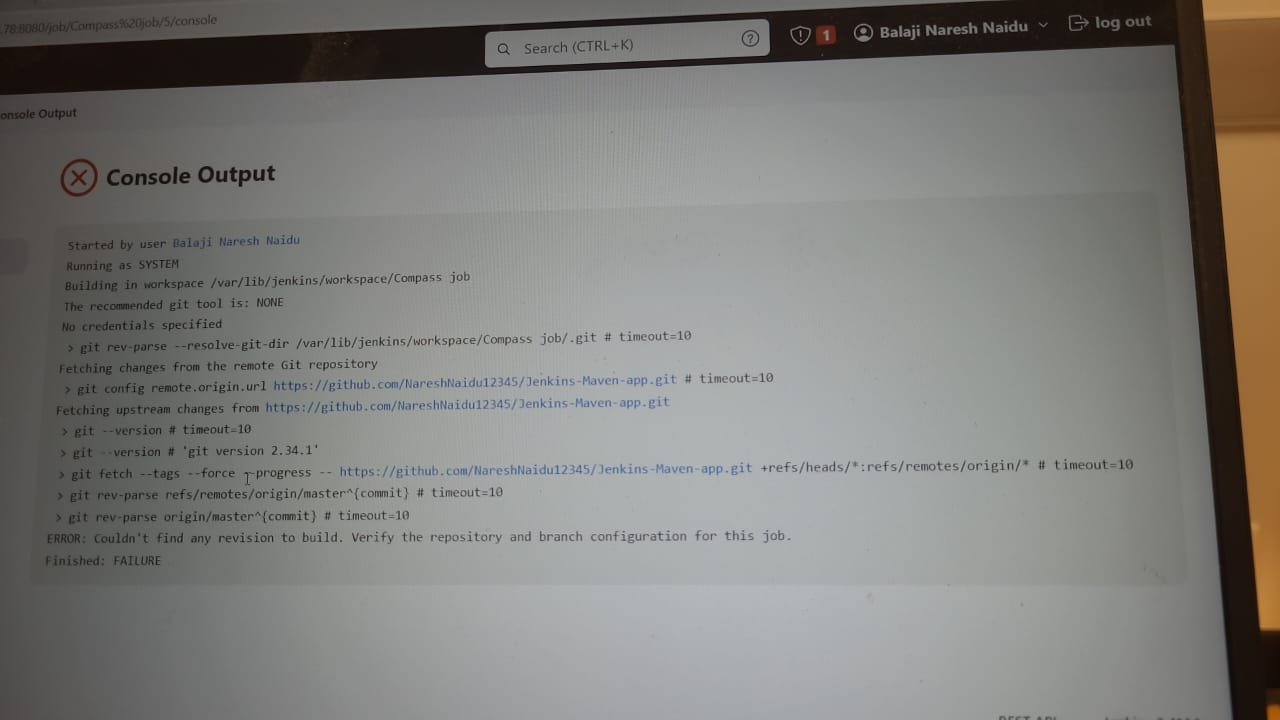 .78:8080/job/Compass%20job/5/console
Search (CTRL+K)
?
1
Balaji Naresh Naidu
log out
onsole Output
Console Output
Started by user Balaji Naresh Naidu
Running as SYSTEM
Building in workspace /var/lib/jenkins/workspace/Compass job
The recommended git tool is: NONE
No credentials specified
> git rev-parse --resolve-git-dir /var/lib/jenkins/workspace/Compass job/.git # timeout=10
Fetching changes from the remote Git repository
> git config remote.origin.url https://github.com/NareshNaidu12345/Jenkins-Maven-app.git # timeout=10
Fetching upstream changes from https://github.com/NareshNaidu12345/Jenkins-Maven-app.git
> git --version # timeout=10
> git --version # 'git version 2.34.1'
> git fetch --tags --force --progress -- https://github.com/NareshNaidu12345/Jenkins-Maven-app.git +refs/heads/*:refs/remotes/origin/* # timeout=10
> git rev-parse refs/remotes/origin/master^{commit} # timeout=10
> git rev-parse origin/master^{commit} # timeout=10
ERROR: Couldn't find any revision to build. Verify the repository and branch configuration for this job.
Finished: FAILURE
REST API